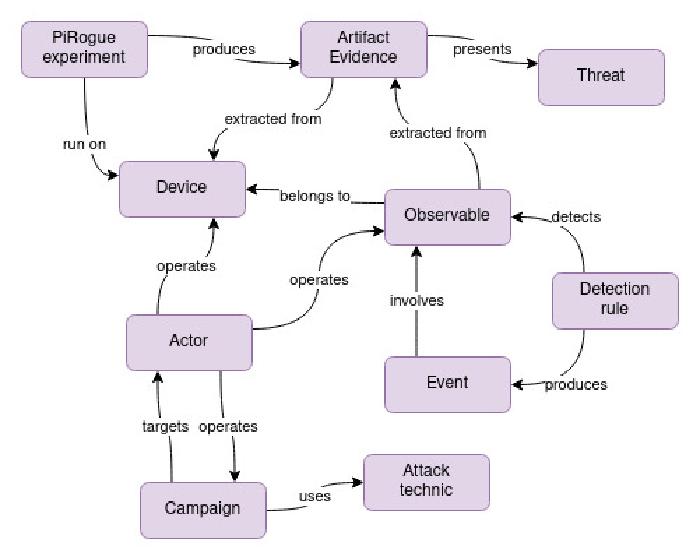 PiRogue
experiment
produces
Artifact
Evidence
presents
Threat
extracted from
extracted from
run on
Device
belongs to
Observable
detects
operates
operates
involves
Detection
rule
Actor
Event
produces
targets
operates
Campaign
uses
Attack
technic